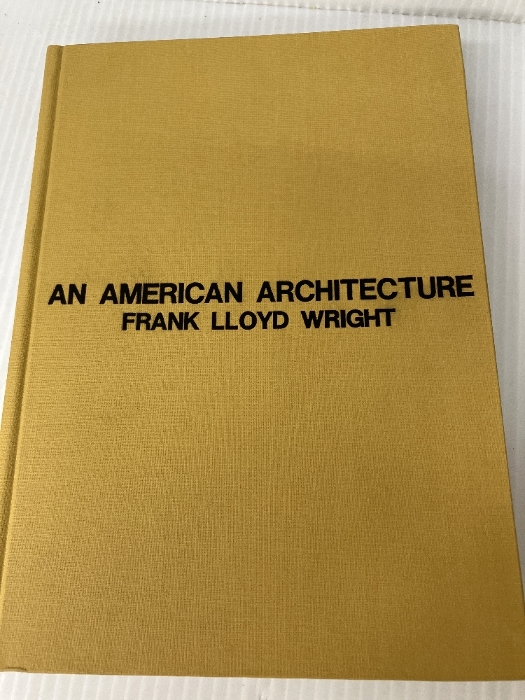 AN AMERICAN ARCHITECTURE
FRANK LLOYD WRIGHT